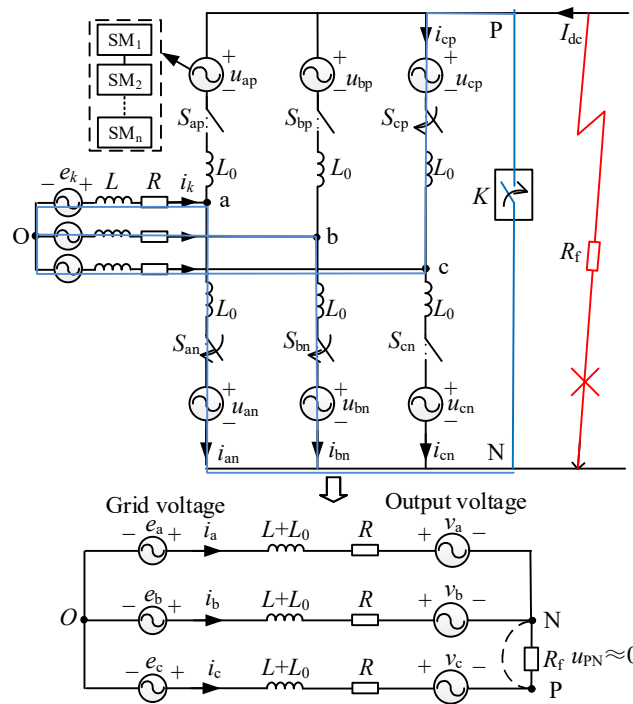 SM1
SM2
SMn
uap
ubp
ucp
icp
P
Idc
Sap
Sbp
Scp
L0
L0
L0
ek
L
R
ik
a
K
O
b
c
Rf
L0
L0
L0
San
Sbn
Scn
uan
ubn
ucn
ian
ibn
icn
N
Grid voltage
Output voltage
− ea +
ia
L+L0
R
+ va −
O
− eb +
ib
L+L0
R
+ vb −
N
Rf uPN≈0
− ec +
ic
L+L0
R
+ vc −
P